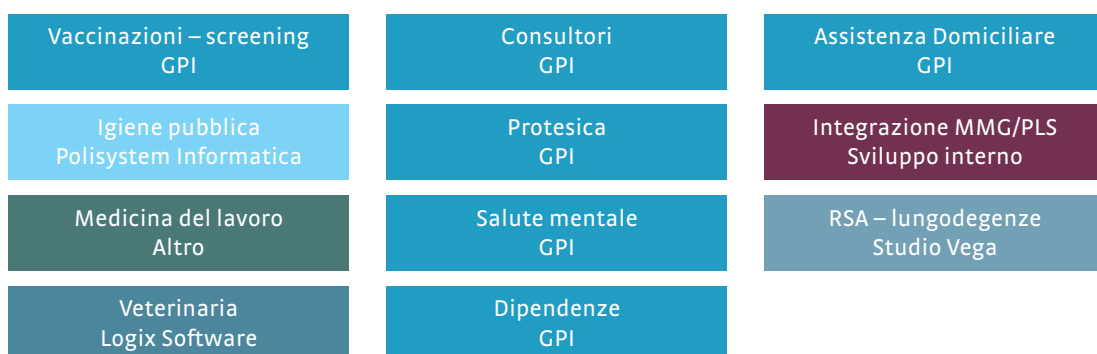 Vaccinazioni – screening
GPI
Consultori
GPI
Assistenza Domiciliare
GPI
Igiene pubblica
Polisystem Informatica
Protesica
GPI
Integrazione MMG/PLS
Sviluppo interno
Medicina del lavoro
Altro
Salute mentale
GPI
RSA – lungodegenze
Studio Vega
Veterinaria
Logix Software
Dipendenze
GPI